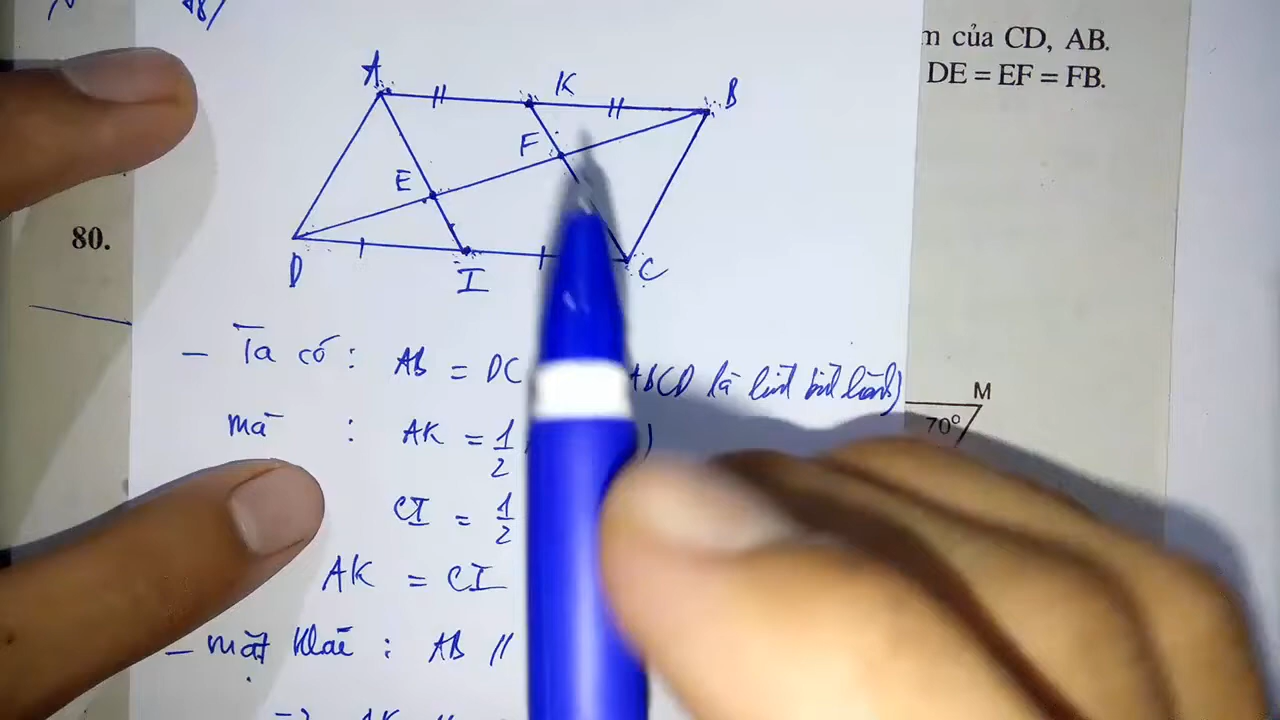 m của CD, AB.
DE = EF = FB.
A K B
F
E
80.
D I C
- Ta có : AB = DC ABCD là hình bình hành)
M
70°
mà : AK = 1/2 )
CI = 1/2
AK = CI
- mặt khác : AB //
=> AK //